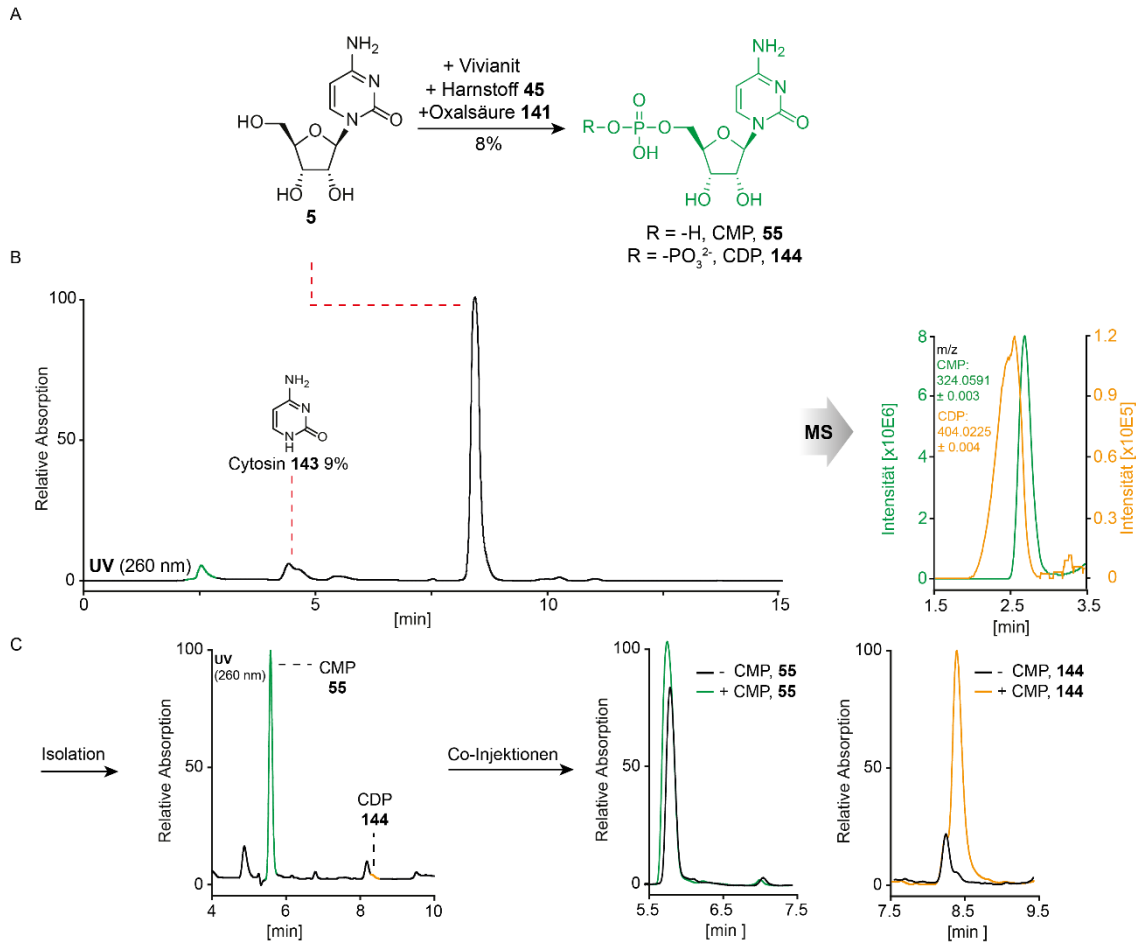 A
NH2
N
N
O
HO
O
HO
OH
5
+ Vivianit
+ Harnstoff 45
+Oxalsäure 141
8%
NH2
N
N
O
O
R–O–P–O
OH
O
HO
OH
R = -H, CMP, 55
R = -PO3 2-, CDP, 144
B
Relative Absorption
100
50
0
NH2
N
N
H
O
Cytosin 143 9%
UV (260 nm)
0
5
10
15
[min]
MS
Intensität [x10E6]
8
6
4
2
0
m/z
CMP:
324.0591
± 0.003
CDP:
404.0225
± 0.004
1.2
0.9
0.6
0.3
0
Intensität [x10E5]
1.5
2.5
3.5
[min]
C
Isolation
Relative Absorption
100
50
0
UV
(260 nm)
CMP
55
CDP
144
4
6
8
10
[min ]
Co-Injektionen
Relative Absorption
100
50
0
- CMP, 55
+ CMP, 55
5.5
6.5
7.5
[min ]
Relative Absorption
100
50
0
- CMP, 144
+ CMP, 144
7.5
8.5
9.5
[min ]